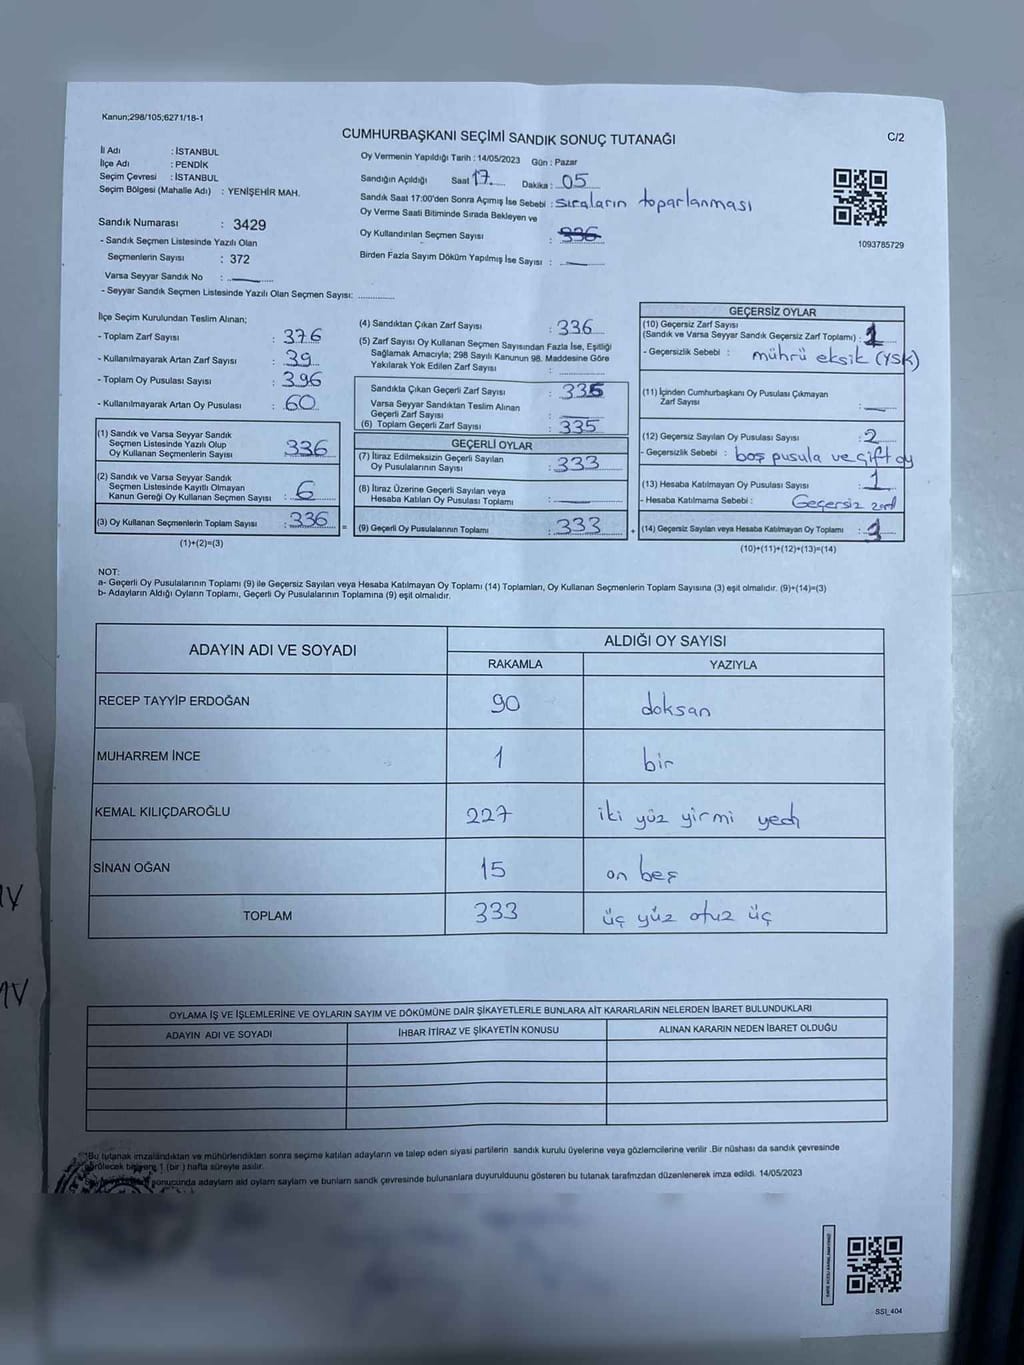 Kanun;298/105;6271/18-1
CUMHURBAŞKANI SEÇİMİ SANDIK SONUÇ TUTANAĞI
C/2
İl Adı : İSTANBUL
İlçe Adı : PENDİK
Seçim Çevresi : İSTANBUL
Seçim Bölgesi (Mahalle Adı) : YENİŞEHİR MAH.
Sandık Numarası : 3429
- Sandık Seçmen Listesinde Yazılı Olan
Seçmenlerin Sayısı : 372
Varsa Seyyar Sandık No :
- Seyyar Sandık Seçmen Listesinde Yazılı Olan Seçmen Sayısı:
Oy Vermenin Yapıldığı Tarih : 14/05/2023 Gün : Pazar
Sandığın Açıldığı Saat 17 Dakika : 05
Sandık Saat 17:00'den Sonra Açımış İse Sebebi : sıraların toparlanması
Oy Verme Saati Bitiminde Sırada Bekleyen ve
Oy Kullandırılan Seçmen Sayısı :
Birden Fazla Sayım Döküm Yapılmış İse Sayısı :
1093785729
İlçe Seçim Kurulundan Teslim Alınan;
- Toplam Zarf Sayısı : 376
- Kullanılmayarak Artan Zarf Sayısı : 39
- Toplam Oy Pusulası Sayısı : 396
- Kullanılmayarak Artan Oy Pusulası : 60
(1) Sandık ve Varsa Seyyar Sandık
Seçmen Listesinde Yazılı Olup
Oy Kullanan Seçmenlerin Sayısı : 336
(2) Sandık ve Varsa Seyyar Sandık
Seçmen Listesinde Kayıtlı Olmayan
Kanun Gereği Oy Kullanan Seçmen Sayısı : 6
(3) Oy Kullanan Seçmenlerin Toplam Sayısı : 336 =
(1)+(2)=(3)
(4) Sandıktan Çıkan Zarf Sayısı : 336
(5) Zarf Sayısı Oy Kullanan Seçmen Sayısından Fazla İse, Eşitliği
Sağlamak Amacıyla; 298 Sayılı Kanunun 98. Maddesine Göre
Yakılarak Yok Edilen Zarf Sayısı :
Sandıkta Çıkan Geçerli Zarf Sayısı : 335
Varsa Seyyar Sandıktan Teslim Alınan
Geçerli Zarf Sayısı :
(6) Toplam Geçerli Zarf Sayısı : 335
GEÇERLİ OYLAR
(7) İtiraz Edilmeksizin Geçerli Sayılan
Oy Pusulalarının Sayısı : 333
(8) İtiraz Üzerine Geçerli Sayılan veya
Hesaba Katılan Oy Pusulası Toplamı :
(9) Geçerli Oy Pusulalarının Toplamı : 333 +
GEÇERSİZ OYLAR
(10) Geçersiz Zarf Sayısı
(Sandık ve Varsa Seyyar Sandık Geçersiz Zarf Toplamı) : 1
- Geçersizlik Sebebi : mührü eksik (YSK)
(11) İçinden Cumhurbaşkanı Oy Pusulası Çıkmayan
Zarf Sayısı :
(12) Geçersiz Sayılan Oy Pusulası Sayısı : 2
- Geçersizlik Sebebi : boş pusula ve çift oy
(13) Hesaba Katılmayan Oy Pusulası Sayısı : 1
- Hesaba Katılmama Sebebi : Geçersiz zarf
(14) Geçersiz Sayılan veya Hesaba Katılmayan Oy Toplamı : 3
(10)+(11)+(12)+(13)=(14)
NOT:
a- Geçerli Oy Pusulalarının Toplamı (9) ile Geçersiz Sayılan veya Hesaba Katılmayan Oy Toplamı (14) Toplamları, Oy Kullanan Seçmenlerin Toplam Sayısına (3) eşit olmalıdır. (9)+(14)=(3)
b- Adayların Aldığı Oyların Toplamı, Geçerli Oy Pusulalarının Toplamına (9) eşit olmalıdır.
ADAYIN ADI VE SOYADI
ALDIĞI OY SAYISI
RAKAMLA YAZIYLA
RECEP TAYYİP ERDOĞAN 90 doksan
MUHARREM İNCE 1 bir
KEMAL KILIÇDAROĞLU 227 iki yüz yirmi yedi
SİNAN OĞAN 15 on beş
TOPLAM 333 üç yüz otuz üç
OYLAMA İŞ VE İŞLEMLERİNE VE OYLARIN SAYIM VE DÖKÜMÜNE DAİR ŞİKAYETLERLE BUNLARA AİT KARARLARIN NELERDEN İBARET BULUNDUKLARI
ADAYIN ADI VE SOYADI İHBAR İTİRAZ VE ŞİKAYETİN KONUSU ALINAN KARARIN NEDEN İBARET OLDUĞU
Bu tutanak imzalandıktan ve mühürlendikten sonra seçime katılan adayların ve talep eden siyasi partilerin sandık kurulu üyelerine veya gözlemcilerine verilir .Bir nüshası da sandık çevresinde
görülecek bir yere 1 (bir ) hafta süreyle asılır.
sonucunda adayların ald oyların sayları ve bunların sandk çevresinde bulunanlara duyurulduunu gösteren bu tutanak tarafmzdan düzenlenerek imza edildi. 14/05/2023
SSI_404